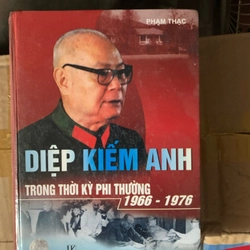 PHẠM THẠC
DIỆP KIẾM ANH
TRONG THỜI KỲ PHI THƯỜNG
1966 - 1976